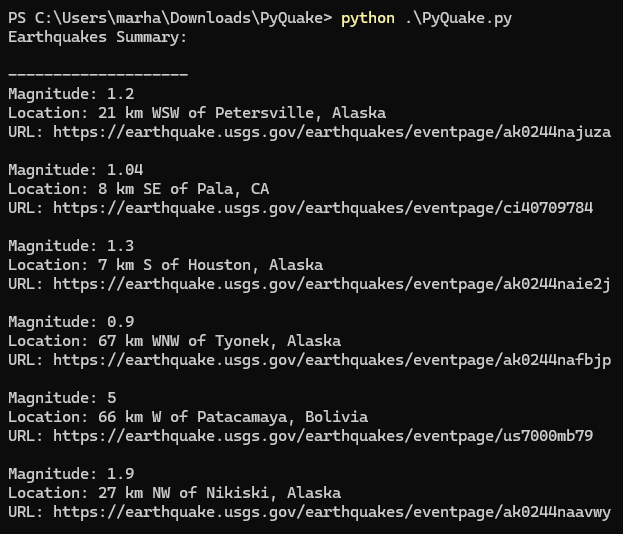 PS C:\Users\marha\Downloads\PyQuake> python .\PyQuake.py
Earthquakes Summary:
--------------------
Magnitude: 1.2
Location: 21 km WSW of Petersville, Alaska
URL: https://earthquake.usgs.gov/earthquakes/eventpage/ak0244najuza
Magnitude: 1.04
Location: 8 km SE of Pala, CA
URL: https://earthquake.usgs.gov/earthquakes/eventpage/ci40709784
Magnitude: 1.3
Location: 7 km S of Houston, Alaska
URL: https://earthquake.usgs.gov/earthquakes/eventpage/ak0244naie2j
Magnitude: 0.9
Location: 67 km WNW of Tyonek, Alaska
URL: https://earthquake.usgs.gov/earthquakes/eventpage/ak0244nafbjp
Magnitude: 5
Location: 66 km W of Patacamaya, Bolivia
URL: https://earthquake.usgs.gov/earthquakes/eventpage/us7000mb79
Magnitude: 1.9
Location: 27 km NW of Nikiski, Alaska
URL: https://earthquake.usgs.gov/earthquakes/eventpage/ak0244naavwy